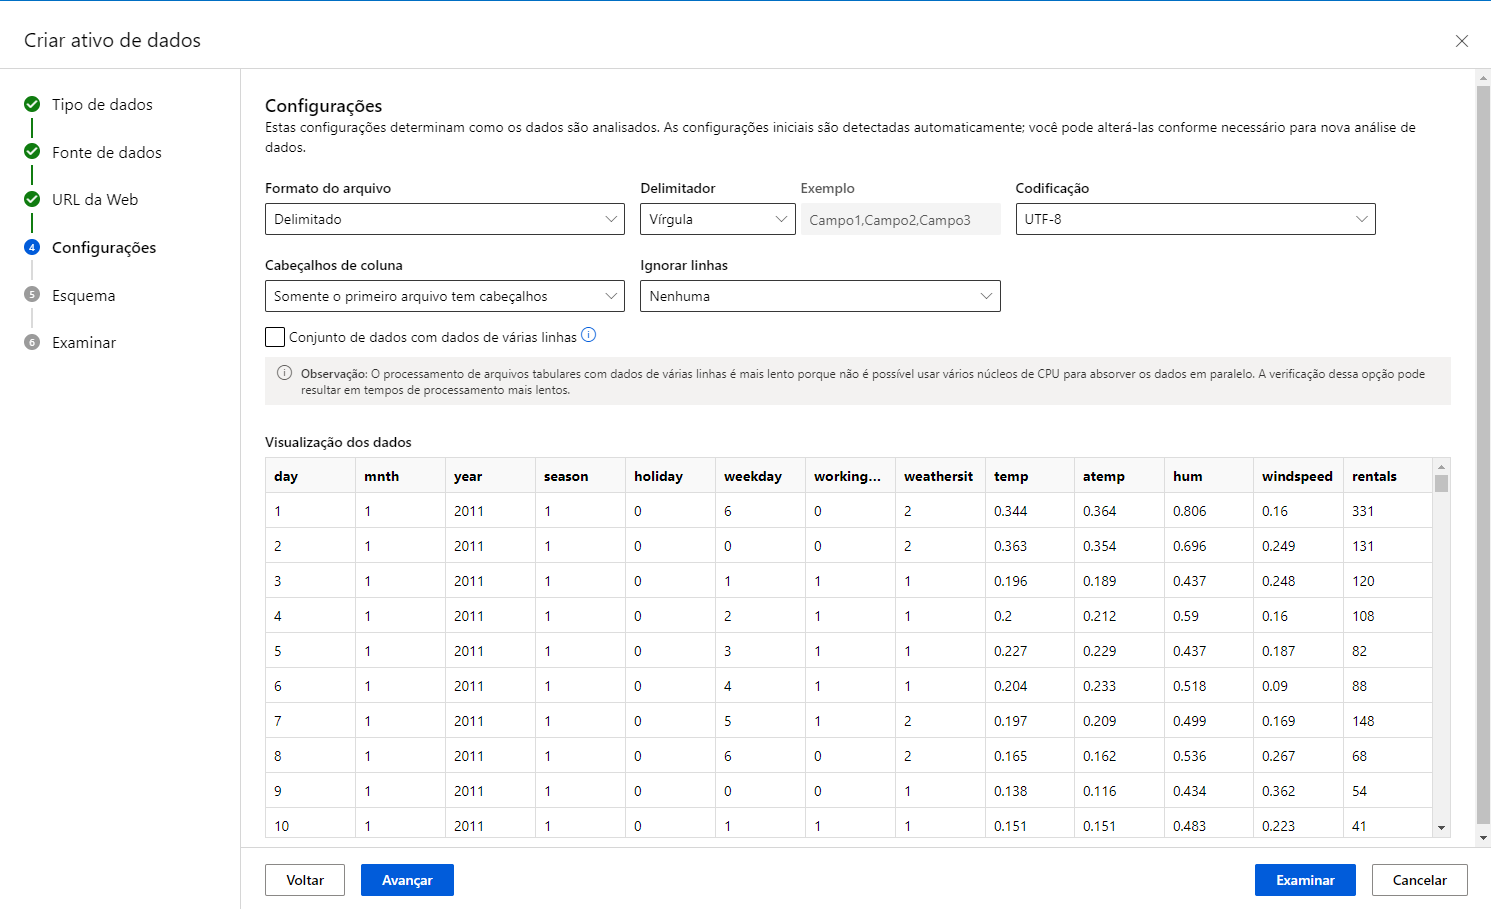 Criar ativo de dados
Tipo de dados
Fonte de dados
URL da Web
4 Configurações
5 Esquema
6 Examinar
Configurações
Estas configurações determinam como os dados são analisados. As configurações iniciais são detectadas automaticamente; você pode alterá-las conforme necessário para nova análise de
dados.
Formato do arquivo Delimitador Exemplo Codificação
Delimitado Vírgula Campo1,Campo2,Campo3 UTF-8
Cabeçalhos de coluna Ignorar linhas
Somente o primeiro arquivo tem cabeçalhos Nenhuma
Conjunto de dados com dados de várias linhas
Observação: O processamento de arquivos tabulares com dados de várias linhas é mais lento porque não é possível usar vários núcleos de CPU para absorver os dados em paralelo. A verificação dessa opção pode
resultar em tempos de processamento mais lentos.
Visualização dos dados
day mnth year season holiday weekday working... weathersit temp atemp hum windspeed rentals
1 1 2011 1 0 6 0 2 0.344 0.364 0.806 0.16 331
2 1 2011 1 0 0 0 2 0.363 0.354 0.696 0.249 131
3 1 2011 1 0 1 1 1 0.196 0.189 0.437 0.248 120
4 1 2011 1 0 2 1 1 0.2 0.212 0.59 0.16 108
5 1 2011 1 0 3 1 1 0.227 0.229 0.437 0.187 82
6 1 2011 1 0 4 1 1 0.204 0.233 0.518 0.09 88
7 1 2011 1 0 5 1 2 0.197 0.209 0.499 0.169 148
8 1 2011 1 0 6 0 2 0.165 0.162 0.536 0.267 68
9 1 2011 1 0 0 0 1 0.138 0.116 0.434 0.362 54
10 1 2011 1 0 1 1 1 0.151 0.151 0.483 0.223 41
Voltar Avançar Examinar Cancelar